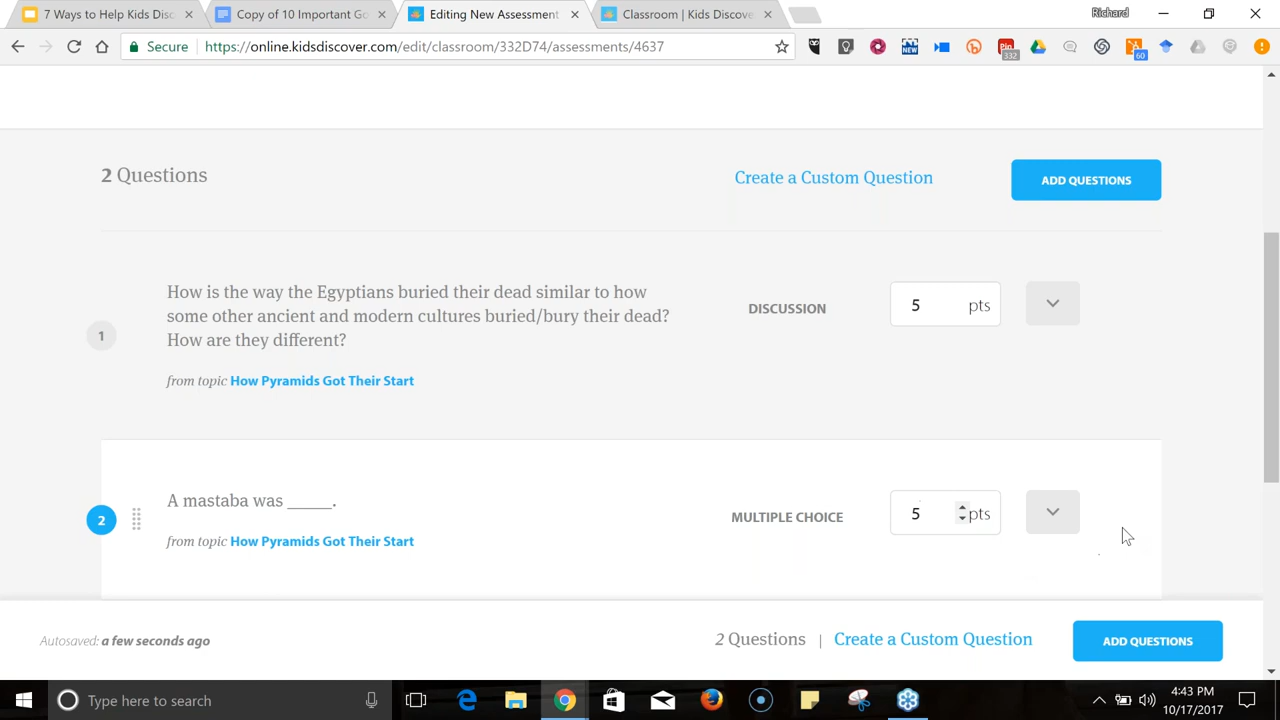 7 Ways to Help Kids Disc
Copy of 10 Important Go
Editing New Assessment
Classroom | Kids Discove
Richard
Secure
https://online.kidsdiscover.com/edit/classroom/332D74/assessments/4637
NEW
332
60
2 Questions
Create a Custom Question
ADD QUESTIONS
1
How is the way the Egyptians buried their dead similar to how
some other ancient and modern cultures buried/bury their dead?
How are they different?
from topic How Pyramids Got Their Start
DISCUSSION
5 pts
2
A mastaba was _____.
from topic How Pyramids Got Their Start
MULTIPLE CHOICE
5 pts
Autosaved: a few seconds ago
2 Questions | Create a Custom Question
ADD QUESTIONS
Type here to search
4:43 PM
10/17/2017